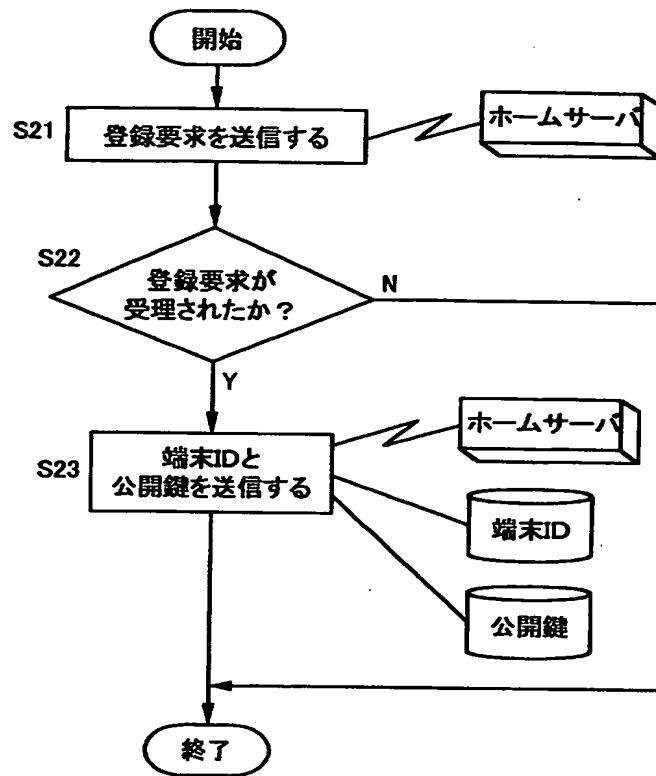 開始
S21
登録要求を送信する
ホームサーバ
S22
登録要求が
受理されたか？
N
Y
S23
端末IDと
公開鍵を送信する
ホームサーバ
端末ID
公開鍵
終了